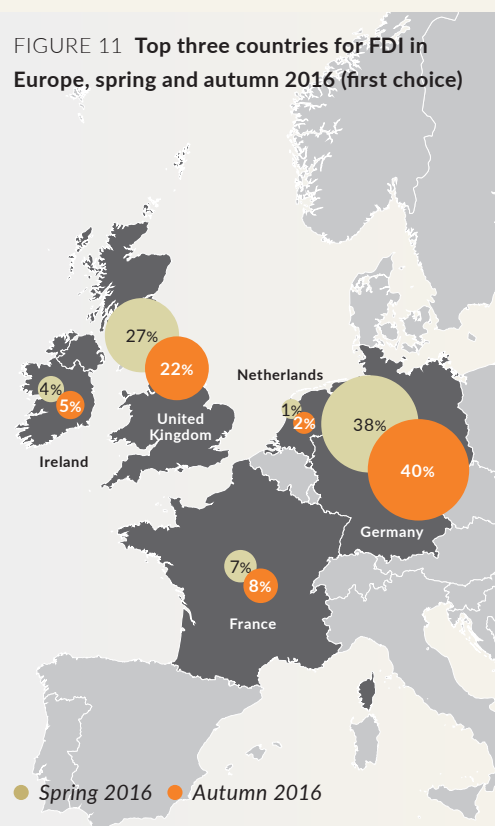 FIGURE 11 Top three countries for FDI in
Europe, spring and autumn 2016 (first choice)
27%
22%
United
Kingdom
4%
5%
Ireland
Netherlands
1%
2%
38%
40%
Germany
7%
8%
France
Spring 2016 Autumn 2016